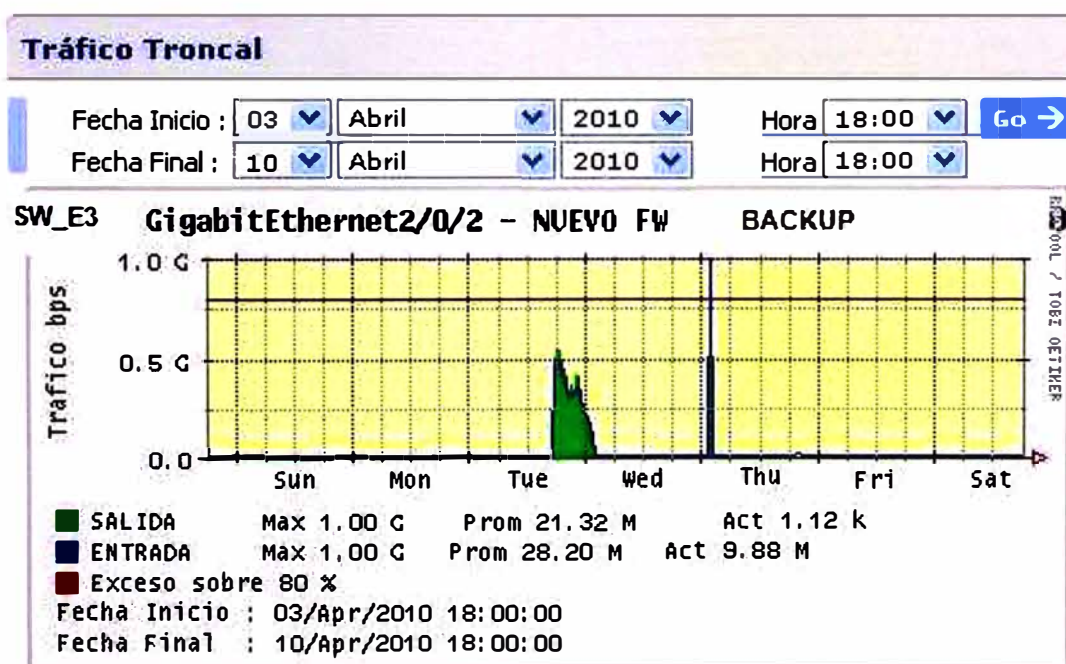 Tráfico Troncal
Fecha Inicio : 03 Abril 2010 Hora 18:00 Go
Fecha Final : 10 Abril 2010 Hora 18:00
SW_E3 GigabitEthernet2/0/2 - NUEVO FW BACKUP
/ TOBI OETIKER
Trafico bps
1.0 G
0.5 G
0.0
Sun Mon Tue Wed Thu Fri Sat
SALIDA Max 1.00 G Prom 21.32 M Act 1.12 k
ENTRADA Max 1.00 G Prom 28.20 M Act 9.88 M
Exceso sobre 80 %
Fecha Inicio : 03/Apr/2010 18:00:00
Fecha Final : 10/Apr/2010 18:00:00